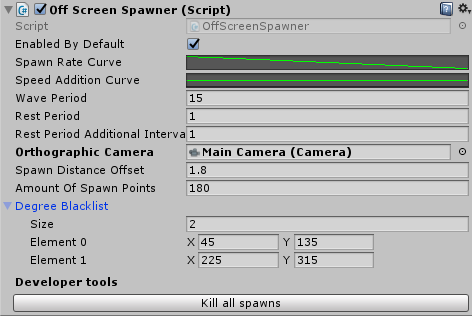 Off Screen Spawner (Script)
Script OffScreenSpawner
Enabled By Default
Spawn Rate Curve
Speed Addition Curve
Wave Period 15
Rest Period 1
Rest Period Additional Interva 1
Orthographic Camera Main Camera (Camera)
Spawn Distance Offset 1.8
Amount Of Spawn Points 180
Degree Blacklist
Size 2
Element 0 X 45 Y 135
Element 1 X 225 Y 315
Developer tools
Kill all spawns